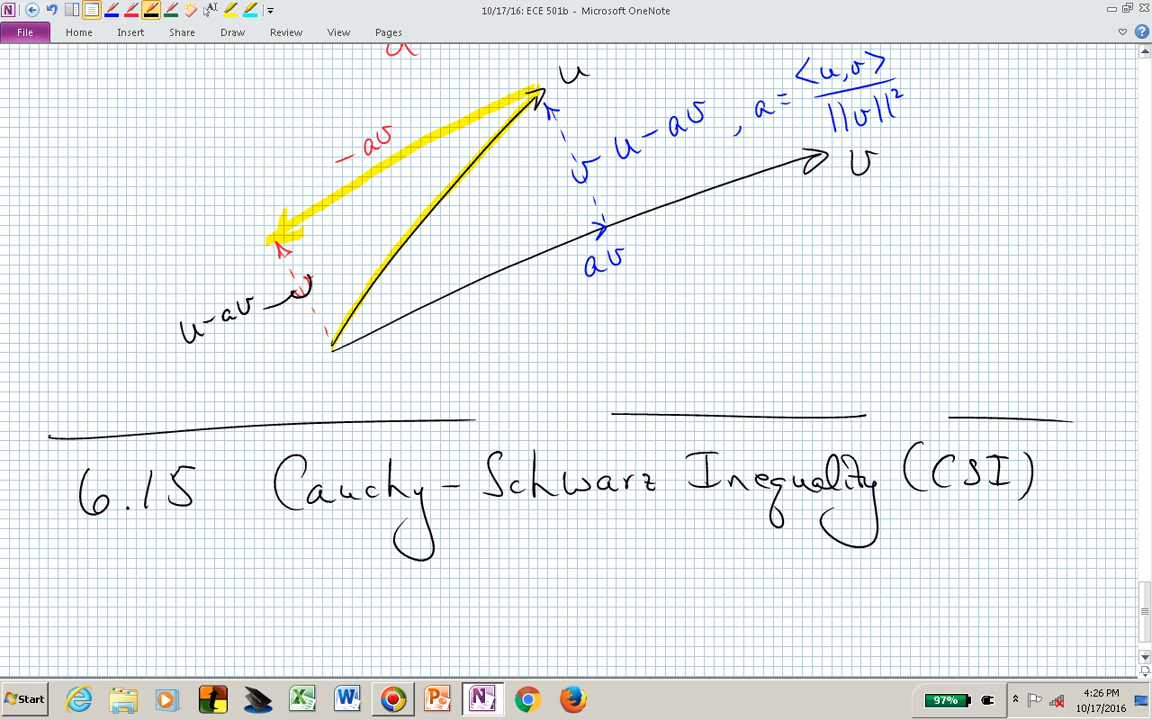 10/17/16: ECE 501b - Microsoft OneNote
File Home Insert Share Draw Review View Pages
u
-av
u-av, a = <u,v> / ||v||²
v
av
u-av
6.15 Cauchy-Schwarz Inequality (CSI)
Start
97%
4:26 PM
10/17/2016